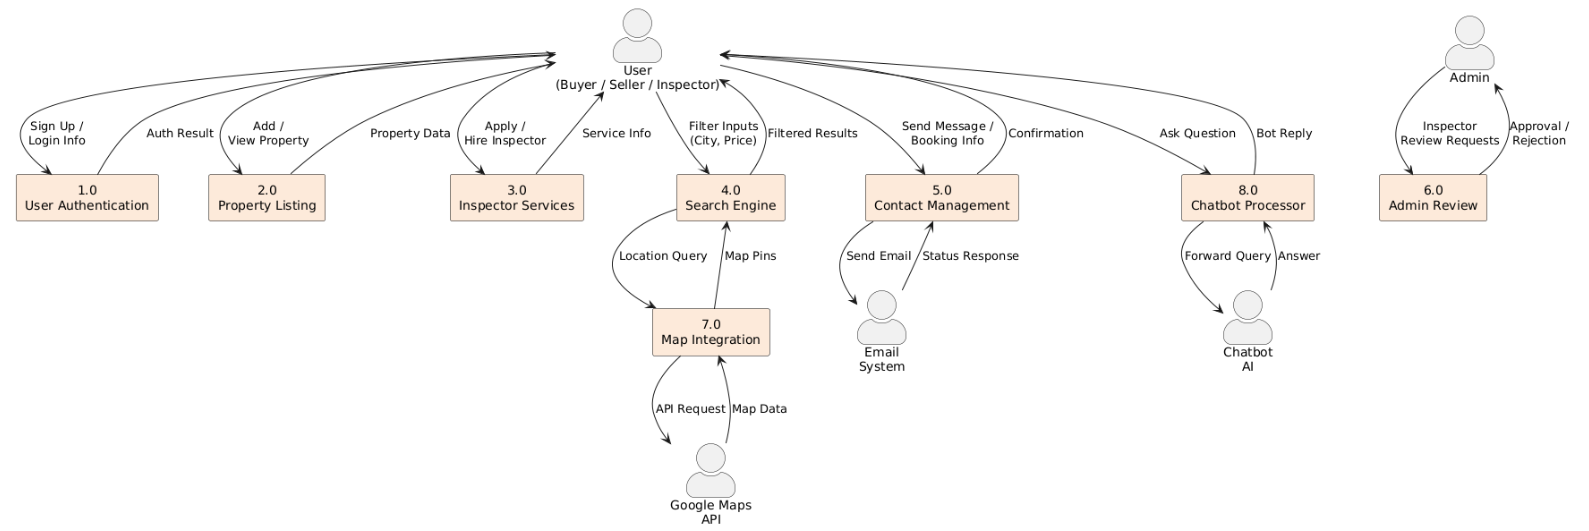 User
(Buyer / Seller / Inspector)
Admin
Sign Up /
Login Info
Auth Result
Add /
View Property
Property Data
Apply /
Hire Inspector
Service Info
Filter Inputs
(City, Price)
Filtered Results
Send Message /
Booking Info
Confirmation
Ask Question
Bot Reply
Inspector
Review Requests
Approval /
Rejection
1.0
User Authentication
2.0
Property Listing
3.0
Inspector Services
4.0
Search Engine
5.0
Contact Management
8.0
Chatbot Processor
6.0
Admin Review
Location Query
Map Pins
Send Email
Status Response
Forward Query
Answer
7.0
Map Integration
Email
System
Chatbot
AI
API Request
Map Data
Google Maps
API